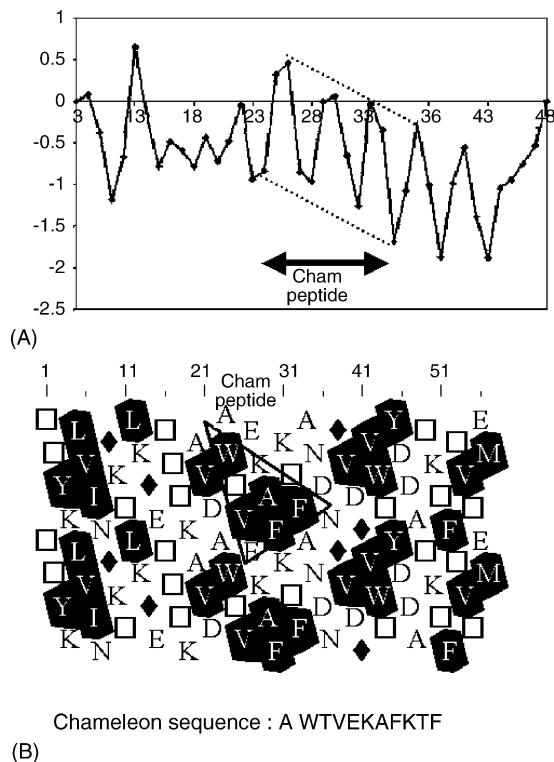 1
0.5
0
3 13 18 23 28 33 36 43 48
-0.5
-1
-1.5
-2
Cham
peptide
-2.5
(A)
1 11 21 31 41 51
Cham
peptide
L A A Y E
L E
A K V
K W N D M
V K V V W V
K Y
I A D D
D F
K E V N
N K F A F
L A Y E
L E
A A K V
K W N D M
V K V V W V
K
Y I A D D
D F
K E V N
N K F A F
Chameleon sequence : A WTVEKAFKTF
(B)